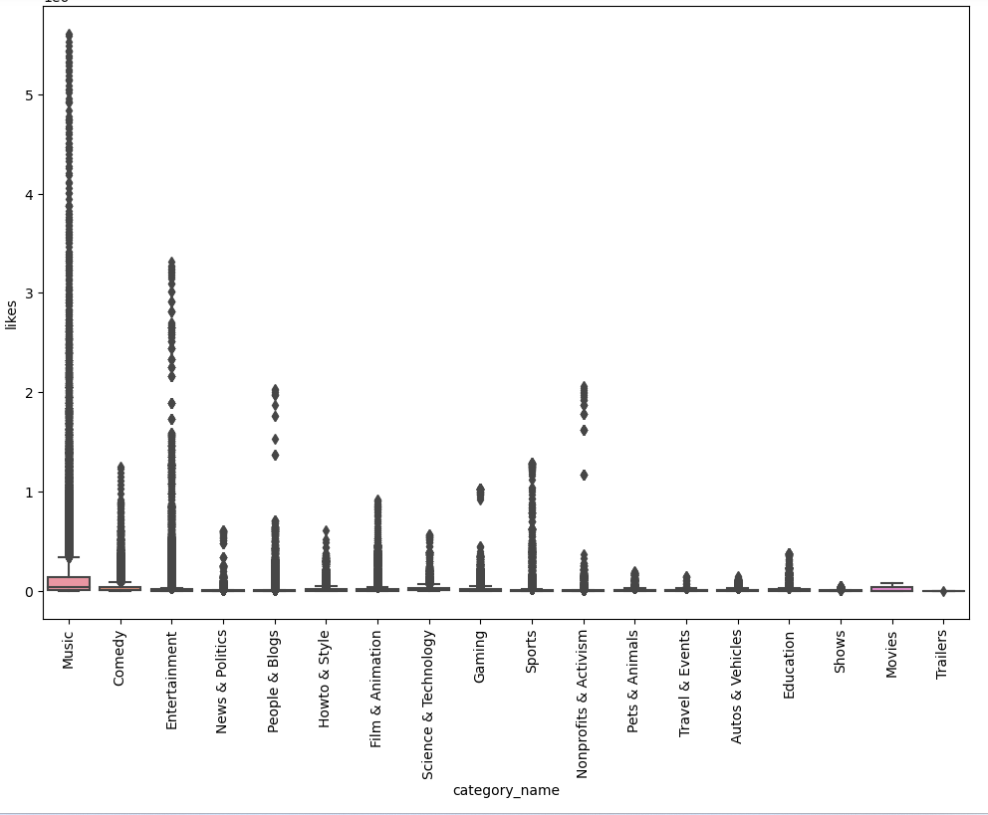 5
4
3
2
1
0
likes
Music
Comedy
Entertainment
News & Politics
People & Blogs
Howto & Style
Film & Animation
Science & Technology
Gaming
Sports
Nonprofits & Activism
Pets & Animals
Travel & Events
Autos & Vehicles
Education
Shows
Movies
Trailers
category_name